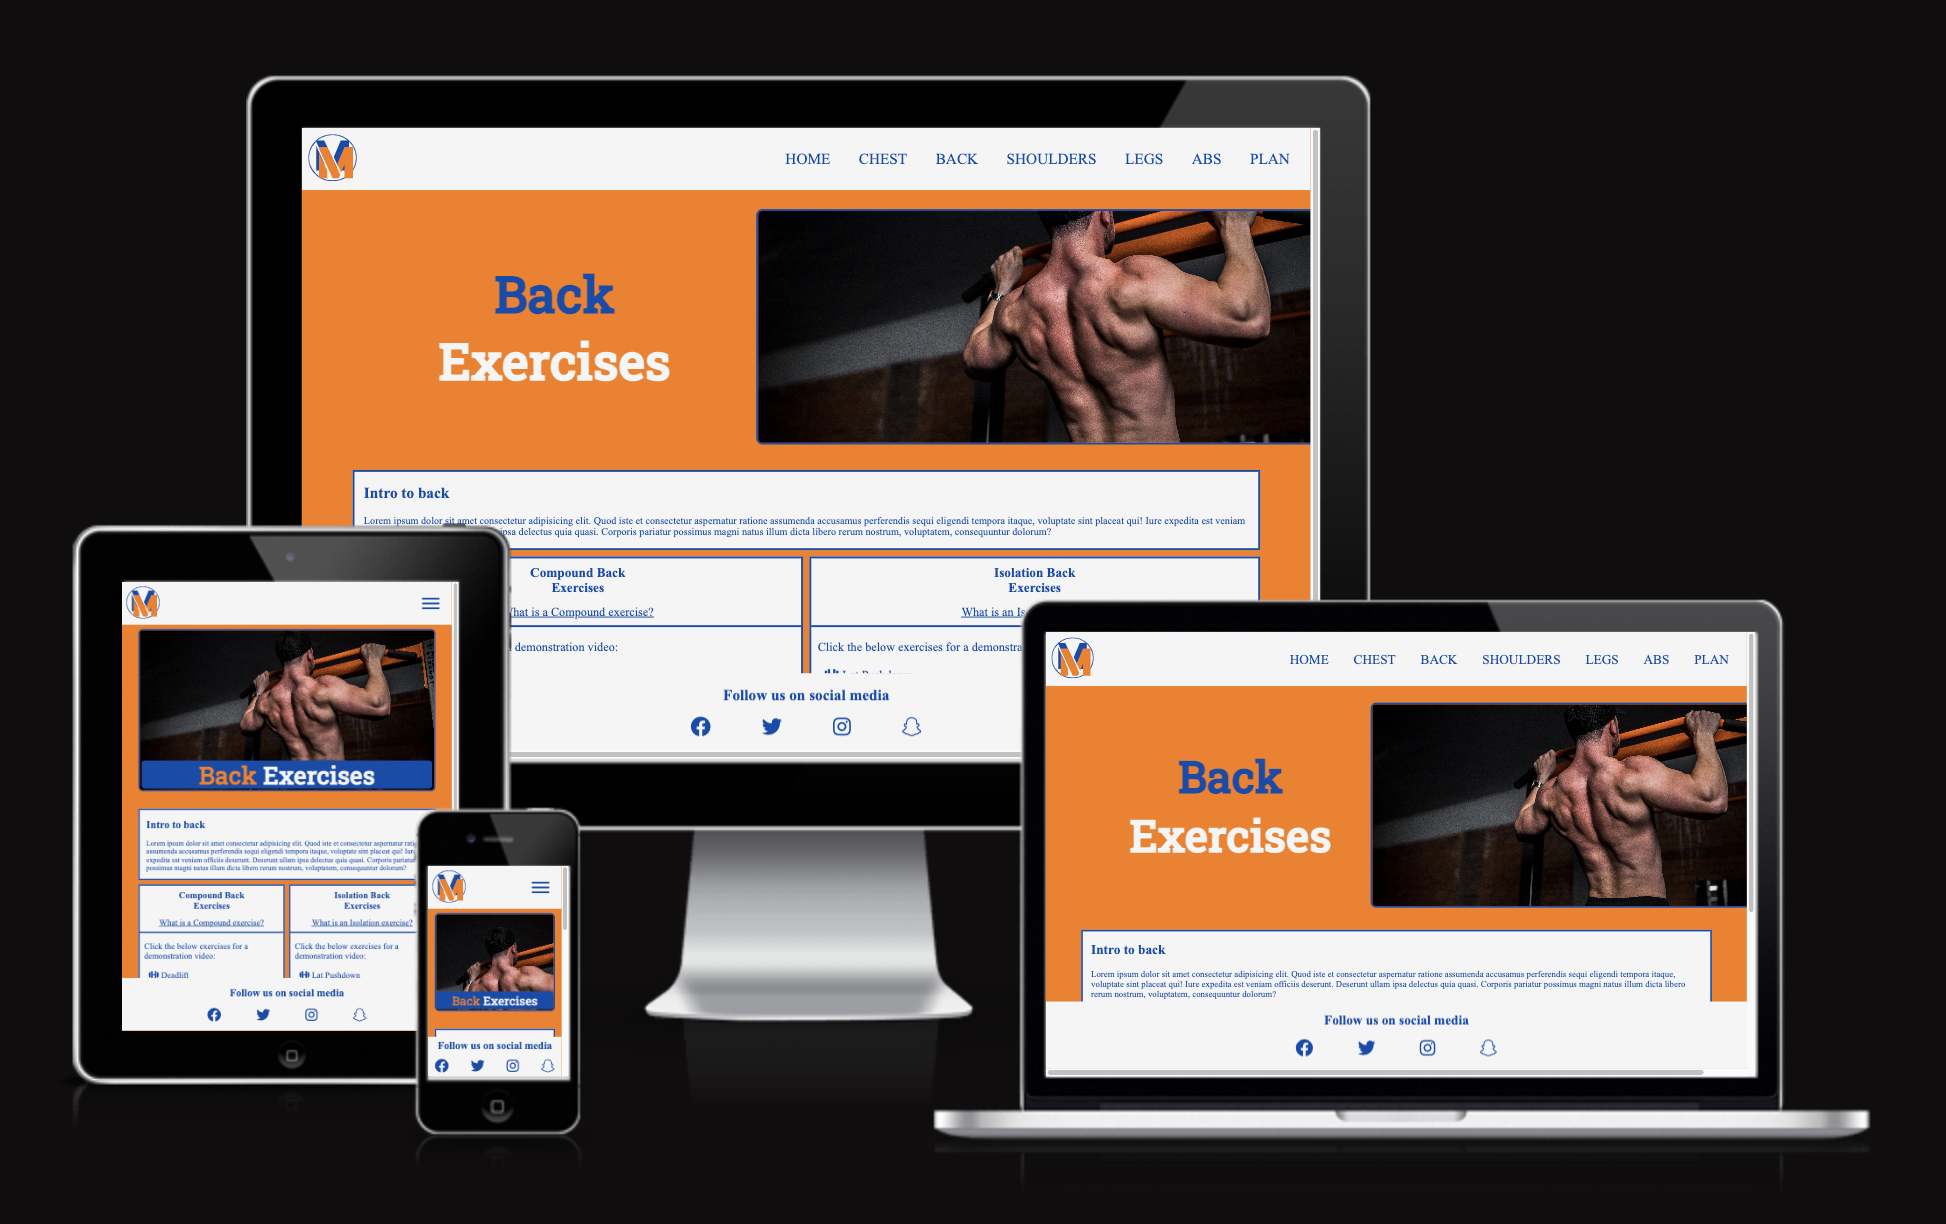 M
HOME CHEST BACK SHOULDERS LEGS ABS PLAN
Back
Exercises
Intro to back
Lorem ipsum dolor sit amet consectetur adipisicing elit. Quod iste et consectetur aspernatur ratione assumenda accusamus perferendis sequi eligendi tempora itaque, voluptate sint placeat qui! Iure expedita est veniam
ipsa delectus quia quasi. Corporis pariatur possimus magni natus illum dicta libero rerum nostrum, voluptatem, consequuntur dolorum?
Compound Back
Exercises
What is a Compound exercise?
demonstration video:
Isolation Back
Exercises
What is an Is
Click the below exercises for a demonstra
Lat Pushdown
Follow us on social media
M
Back Exercises
Intro to back
Lorem ipsum dolor sit amet consectetur adipisicing elit. Quod iste et consectetur aspernatur rati
assumenda accusamus perferendis sequi eligendi tempora itaque, voluptate sint placeat qui! Iur
expedita est veniam officiis deserunt. Deserunt ullam ipsa delectus quia quasi. Corporis pariatur
possimus magni natus illum dicta libero rerum nostrum, voluptatem, consequuntur dolorum?
Compound Back
Exercises
What is a Compound exercise?
Click the below exercises for a
demonstration video:
Deadlift
Isolation Back
Exercises
What is an Isolation exercise?
Click the below exercises for a
demonstration video:
Lat Pushdown
Follow us on social media
M
Back Exercises
Follow us on social media
M
HOME CHEST BACK SHOULDERS LEGS ABS PLAN
Back
Exercises
Intro to back
Lorem ipsum dolor sit amet consectetur adipisicing elit. Quod iste et consectetur aspernatur ratione assumenda accusamus perferendis sequi eligendi tempora itaque,
voluptate sint placeat qui! Iure expedita est veniam officiis deserunt. Deserunt ullam ipsa delectus quia quasi. Corporis pariatur possimus magni natus illum dicta libero
rerum nostrum, voluptatem, consequuntur dolorum?
Follow us on social media